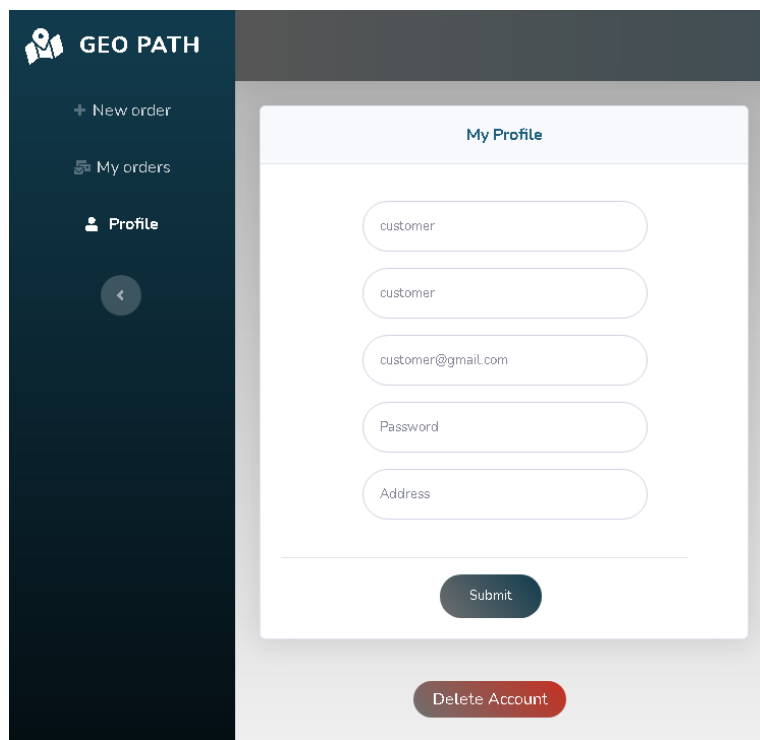 GEO PATH
New order
My orders
Profile
My Profile
customer
customer
customer@gmail.com
Password
Address
Submit
Delete Account